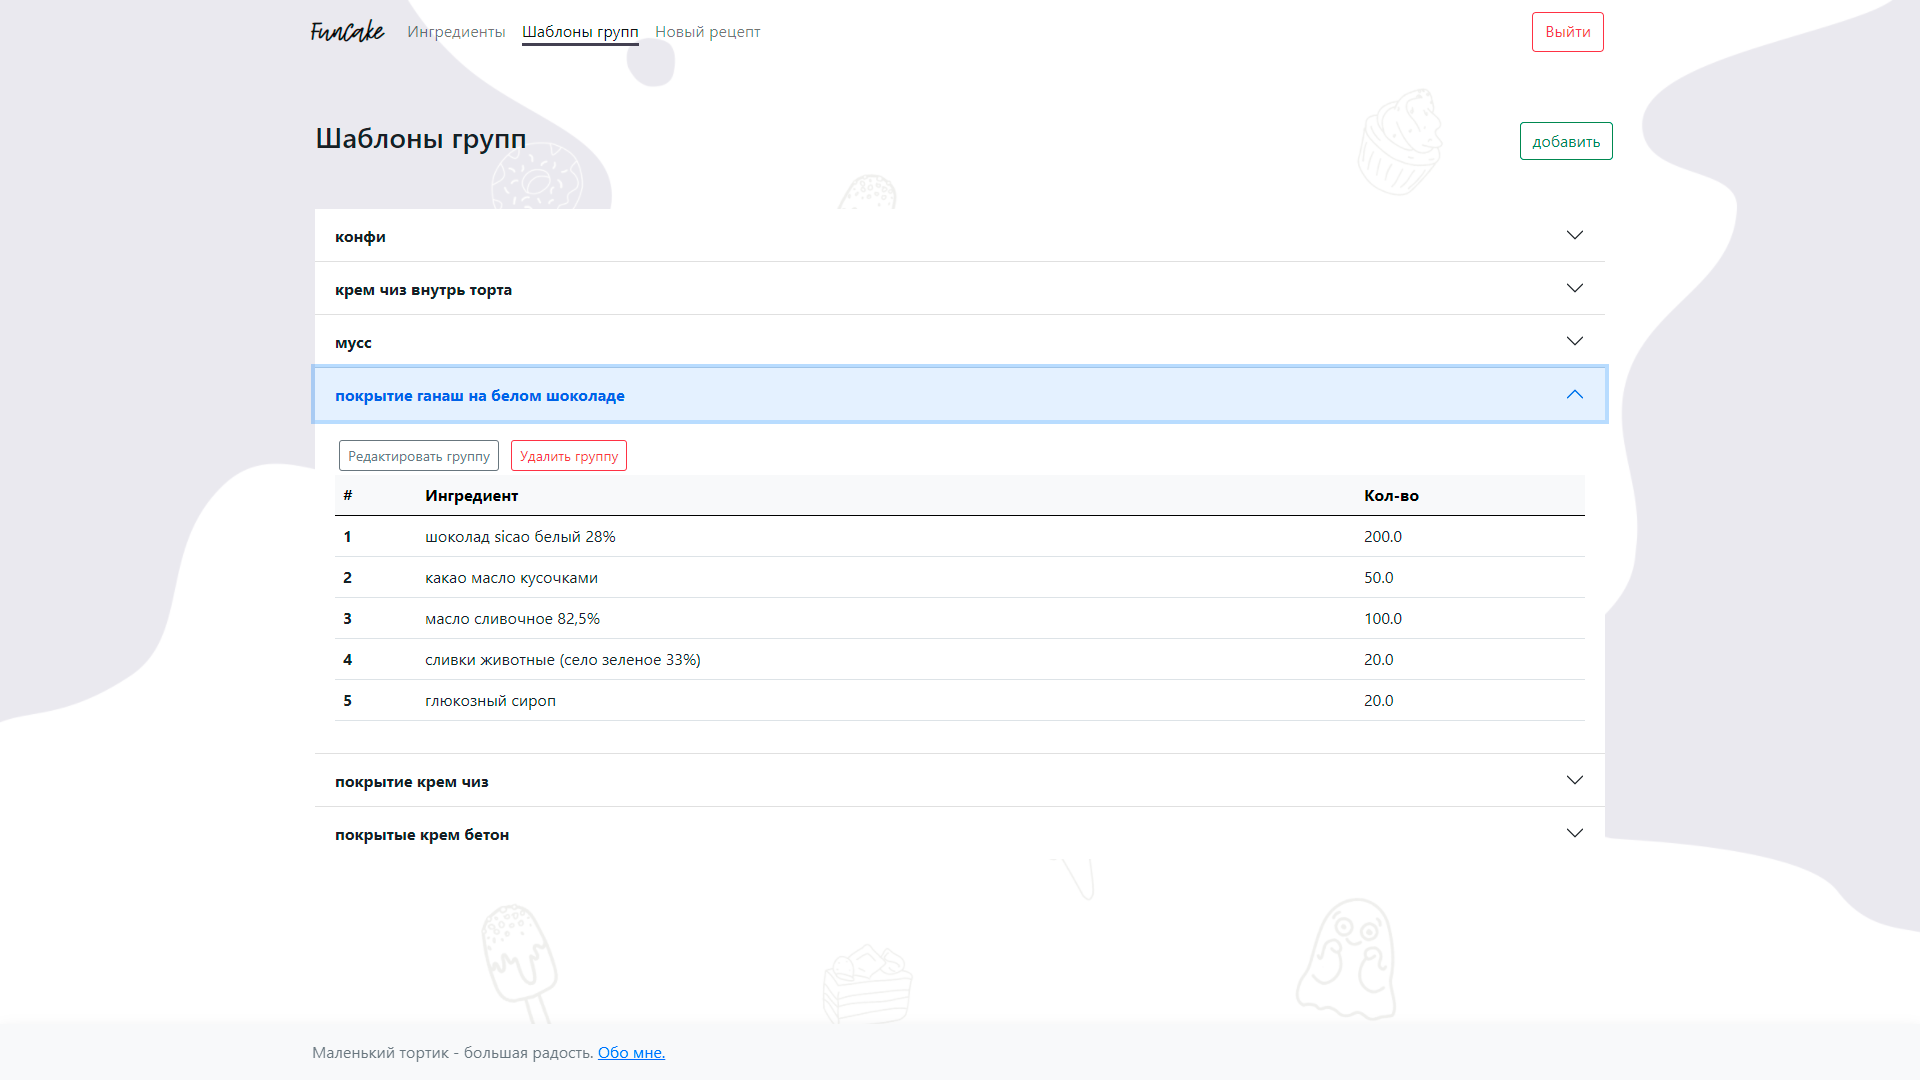 FunCake Ингредиенты Шаблоны групп Новый рецепт Выйти
Шаблоны групп добавить
конфи
крем чиз внутрь торта
мусс
покрытие ганаш на белом шоколаде
Редактировать группу Удалить группу
# Ингредиент Кол-во
1 шоколад sicao белый 28% 200.0
2 какао масло кусочками 50.0
3 масло сливочное 82,5% 100.0
4 сливки животные (село зеленое 33%) 20.0
5 глюкозный сироп 20.0
покрытие крем чиз
покрытые крем бетон
Маленький тортик - большая радость. Обо мне.